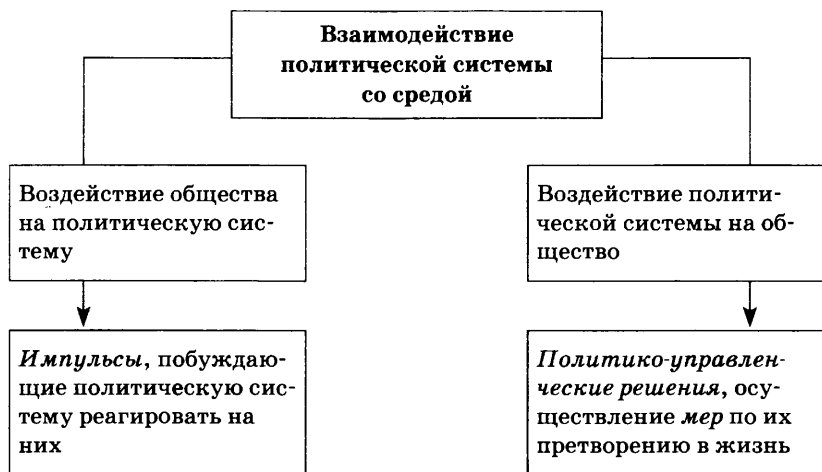 Взаимодействие
политической системы
со средой
Воздействие общества
на политическую сис-
тему
Воздействие полити-
ческой системы на об-
щество
Импульсы, побуждаю-
щие политическую сис-
тему реагировать на
них
Политико-управлен-
ческие решения, осу-
ществление мер по их
претворению в жизнь